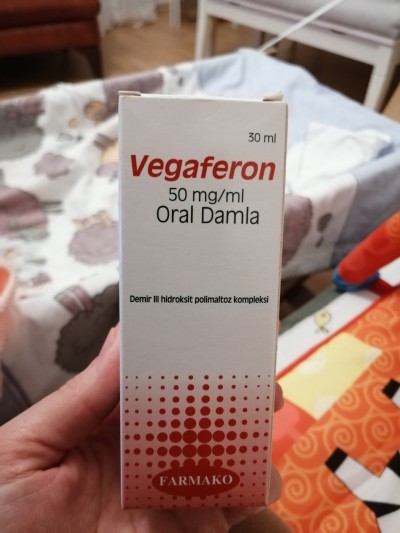 30 ml
Vegaferon
50 mg/ml
Oral Damla
Demir III hidroksit polimaltoz kompleksi
FARMAKO